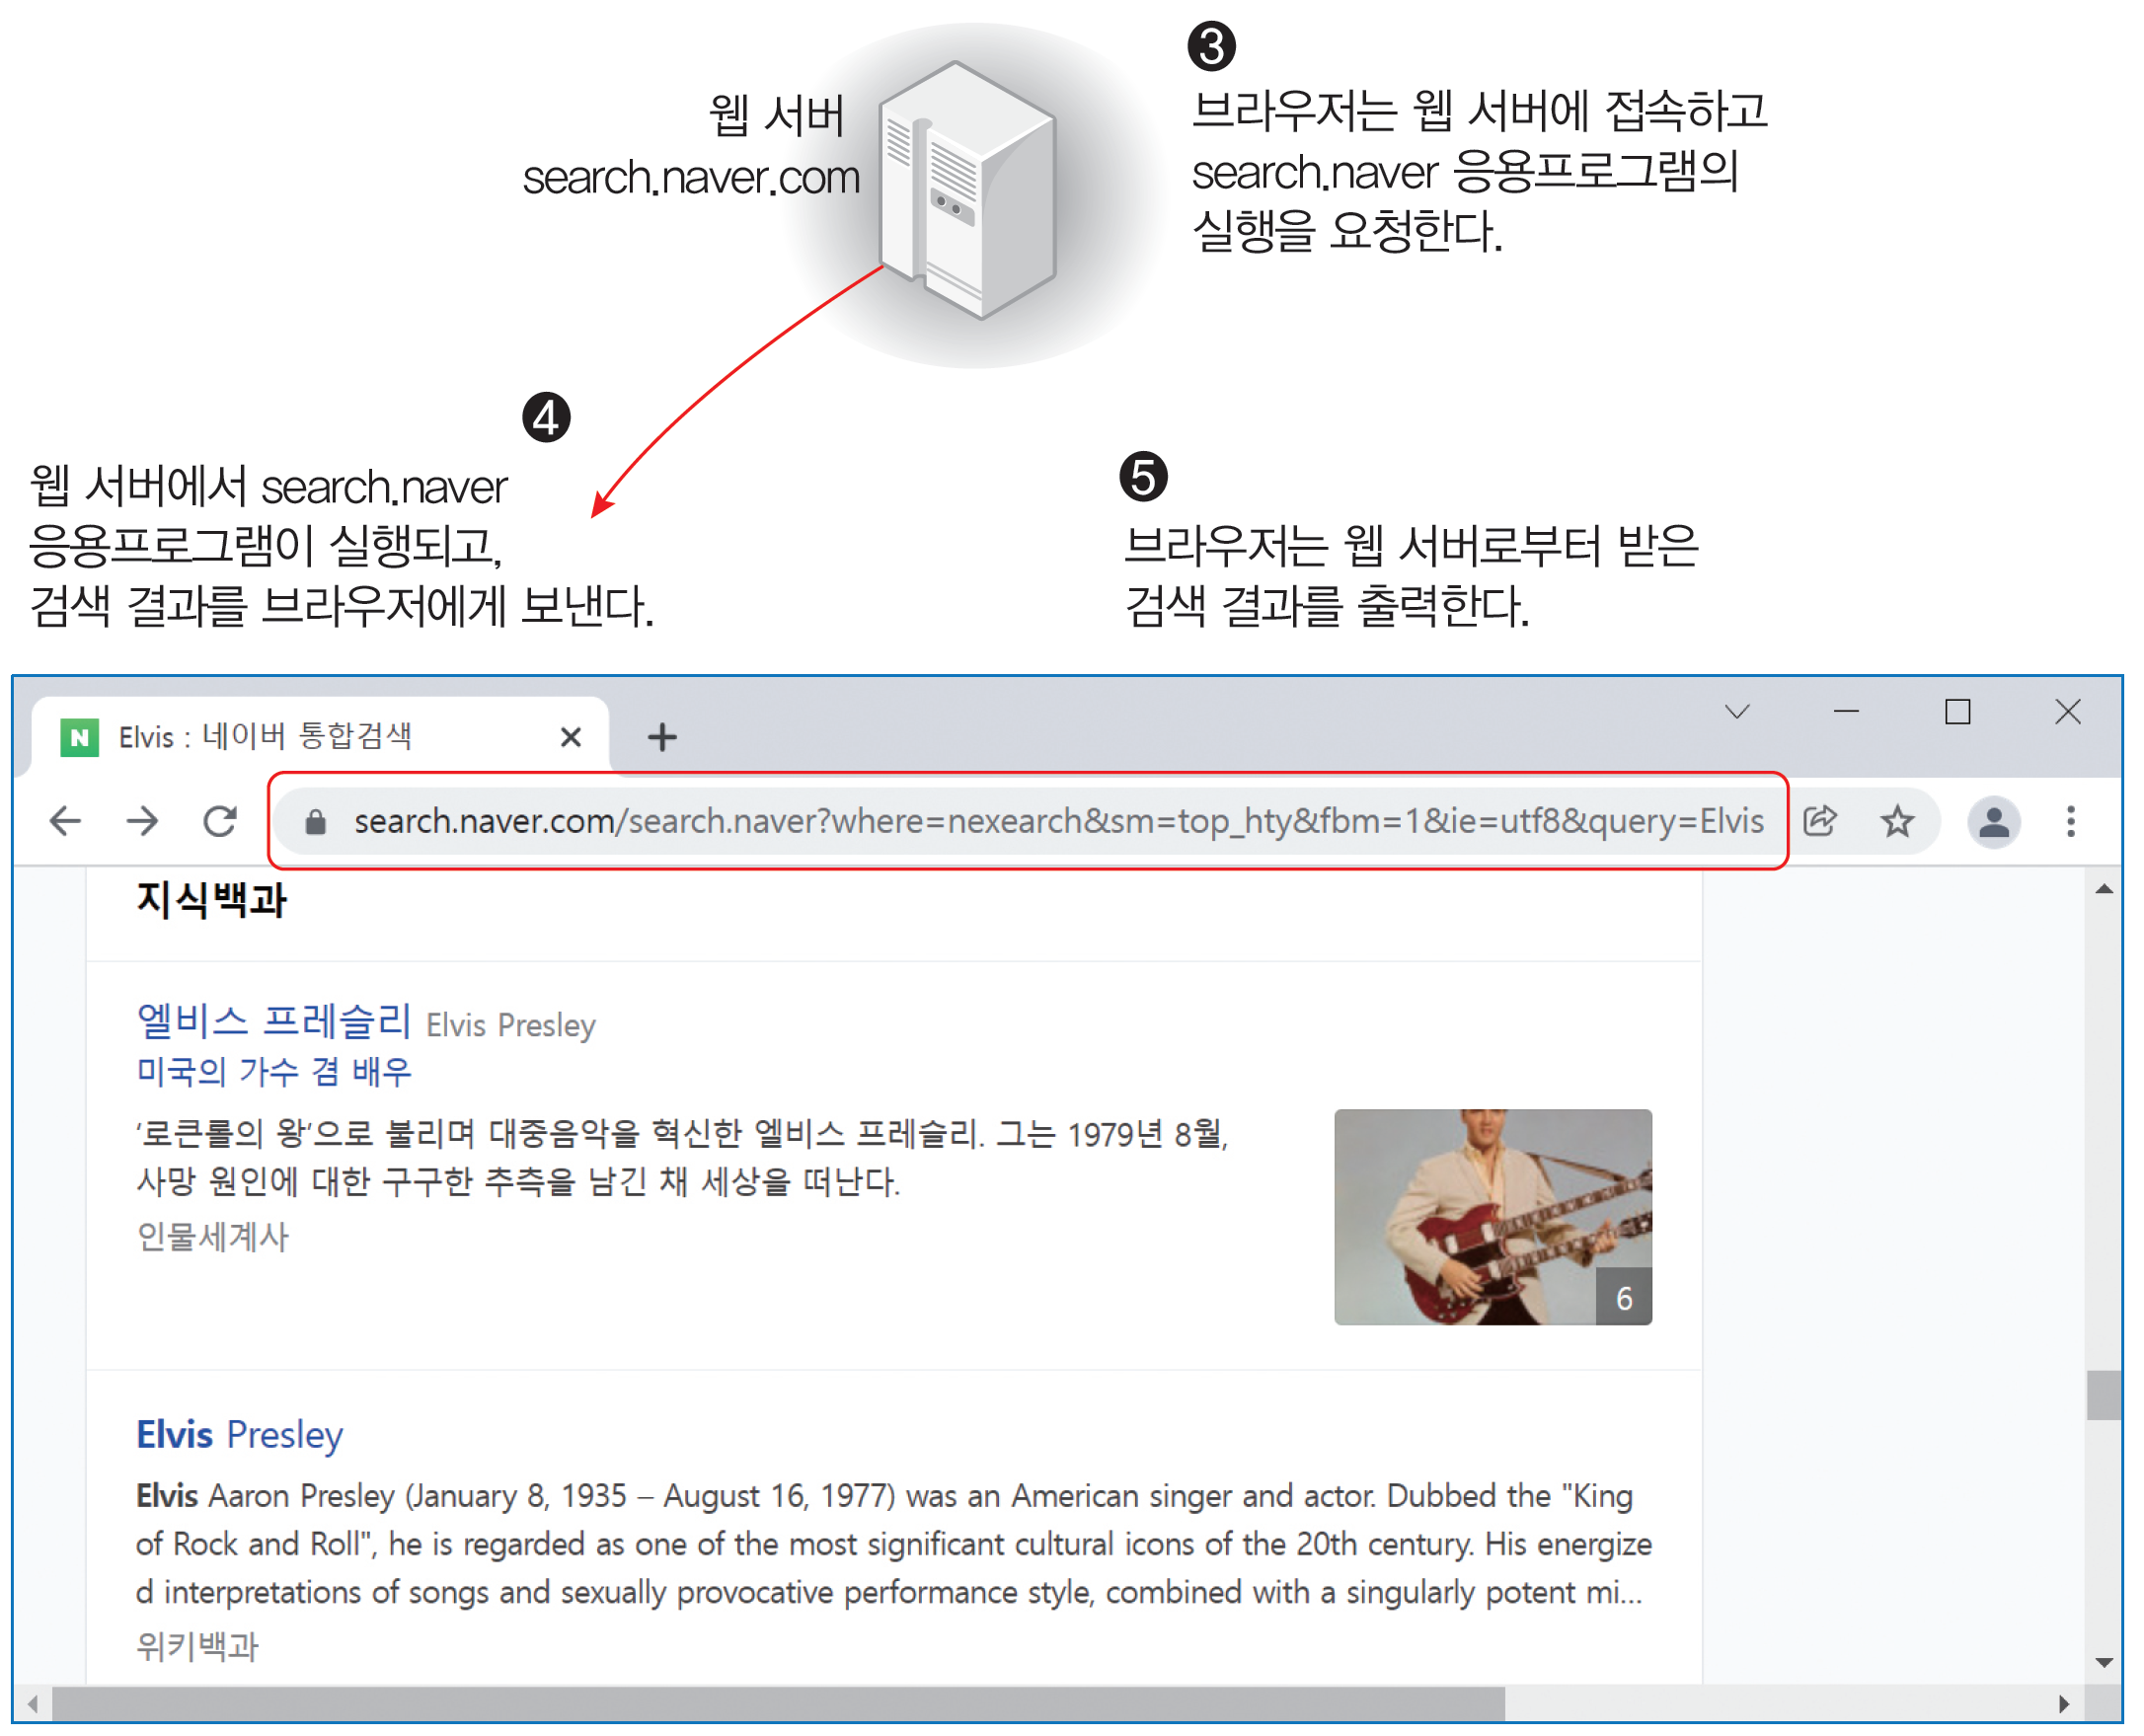 웹 서버
search.naver.com
❸
브라우저는 웹 서버에 접속하고
search.naver 응용프로그램의
실행을 요청한다.
❹
웹 서버에서 search.naver
응용프로그램이 실행되고,
검색 결과를 브라우저에게 보낸다.
❺
브라우저는 웹 서버로부터 받은
검색 결과를 출력한다.
N Elvis : 네이버 통합검색
search.naver.com/search.naver?where=nexearch&sm=top_hty&fbm=1&ie=utf8&query=Elvis
지식백과
엘비스 프레슬리 Elvis Presley
미국의 가수 겸 배우
‘로큰롤의 왕’으로 불리며 대중음악을 혁신한 엘비스 프레슬리. 그는 1979년 8월,
사망 원인에 대한 구구한 추측을 남긴 채 세상을 떠난다.
인물세계사
6
Elvis Presley
Elvis Aaron Presley (January 8, 1935 – August 16, 1977) was an American singer and actor. Dubbed the "King
of Rock and Roll", he is regarded as one of the most significant cultural icons of the 20th century. His energize
d interpretations of songs and sexually provocative performance style, combined with a singularly potent mi...
위키백과